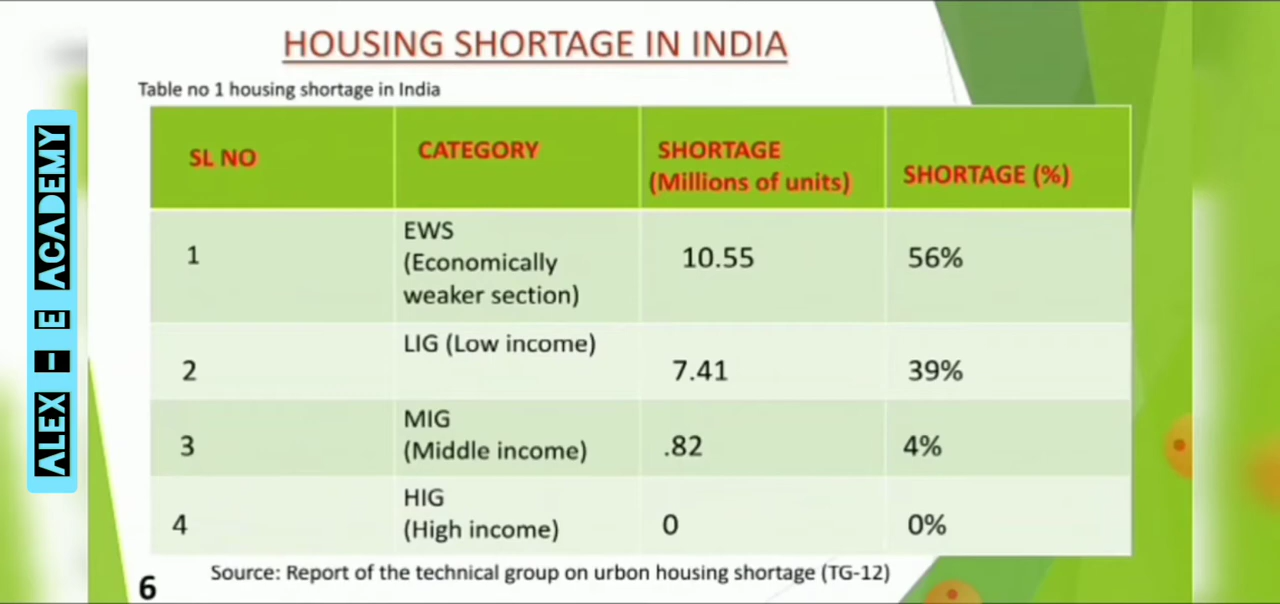 HOUSING SHORTAGE IN INDIA
Table no 1 housing shortage in India
SL NO
CATEGORY
SHORTAGE
(Millions of units)
SHORTAGE (%)
1
EWS
(Economically
weaker section)
10.55
56%
2
LIG (Low income)
7.41
39%
3
MIG
(Middle income)
.82
4%
4
HIG
(High income)
0
0%
Source: Report of the technical group on urbon housing shortage (TG-12)
6
ALEX - E ACADEMY